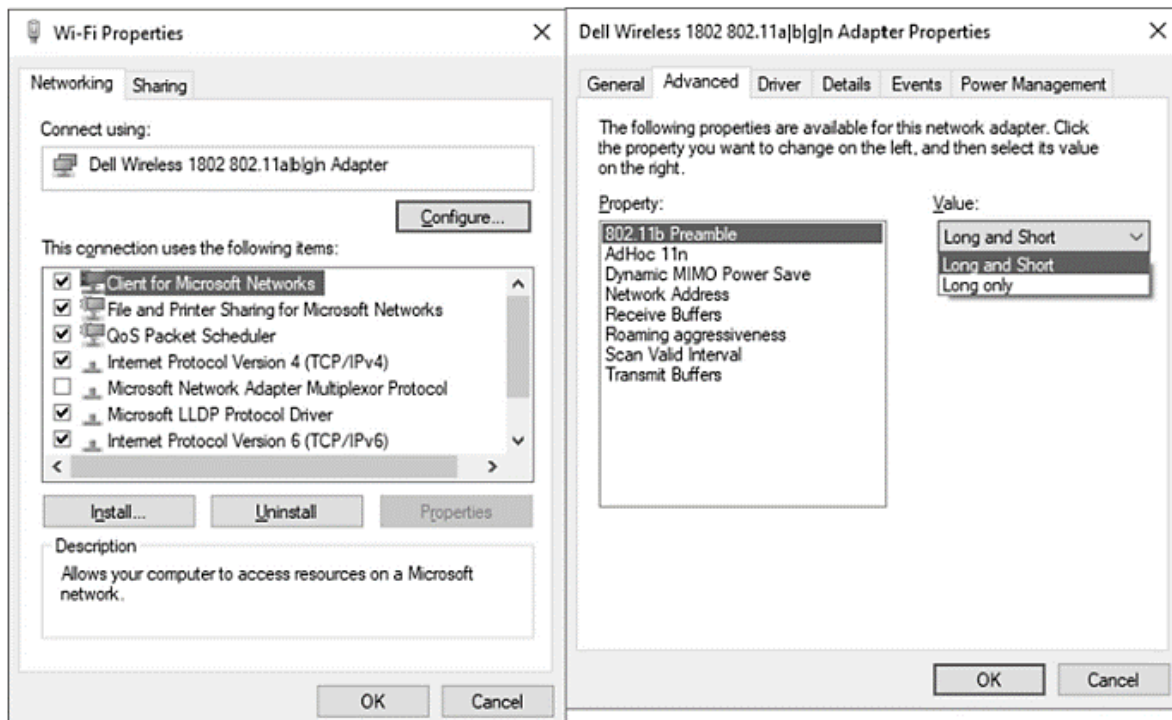 Wi-Fi Properties
Networking
Sharing
Connect using:
Dell Wireless 1802 802.11a|b|g|n Adapter
Configure...
This connection uses the following items:
Client for Microsoft Networks
File and Printer Sharing for Microsoft Networks
QoS Packet Scheduler
Internet Protocol Version 4 (TCP/IPv4)
Microsoft Network Adapter Multiplexor Protocol
Microsoft LLDP Protocol Driver
Internet Protocol Version 6 (TCP/IPv6)
Install...
Uninstall
Properties
Description
Allows your computer to access resources on a Microsoft
network.
OK
Cancel
Dell Wireless 1802 802.11a|b|g|n Adapter Properties
General
Advanced
Driver
Details
Events
Power Management
The following properties are available for this network adapter. Click
the property you want to change on the left, and then select its value
on the right.
Property:
802.11b Preamble
AdHoc 11n
Dynamic MIMO Power Save
Network Address
Receive Buffers
Roaming aggressiveness
Scan Valid Interval
Transmit Buffers
Value:
Long and Short
Long and Short
Long only
OK
Cancel